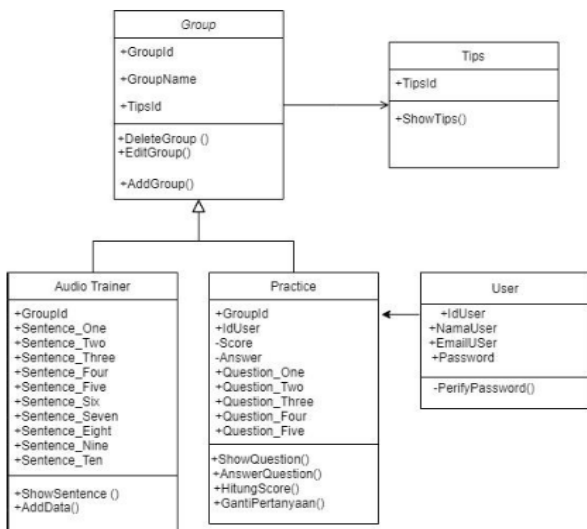 Group
+GroupId
+GroupName
+TipsId
+DeleteGroup ()
+EditGroup()
+AddGroup()
Tips
+TipsId
+ShowTips()
Audio Trainer
+GroupId
+Sentence_One
+Sentence_Two
+Sentence_Three
+Sentence_Four
+Sentence_Five
+Sentence_Six
+Sentence_Seven
+Sentence_Eight
+Sentence_Nine
+Sentence_Ten
+ShowSentence ()
+AddData()
Practice
+GroupId
+IdUser
-Score
-Answer
+Question_One
+Question_Two
+Question_Three
+Question_Four
+Question_Five
+ShowQuestion()
+AnswerQuestion()
+HitungScore()
+GantiPertanyaan()
User
+IdUser
+NamaUser
+EmailUSer
+Password
-PerifyPassword()